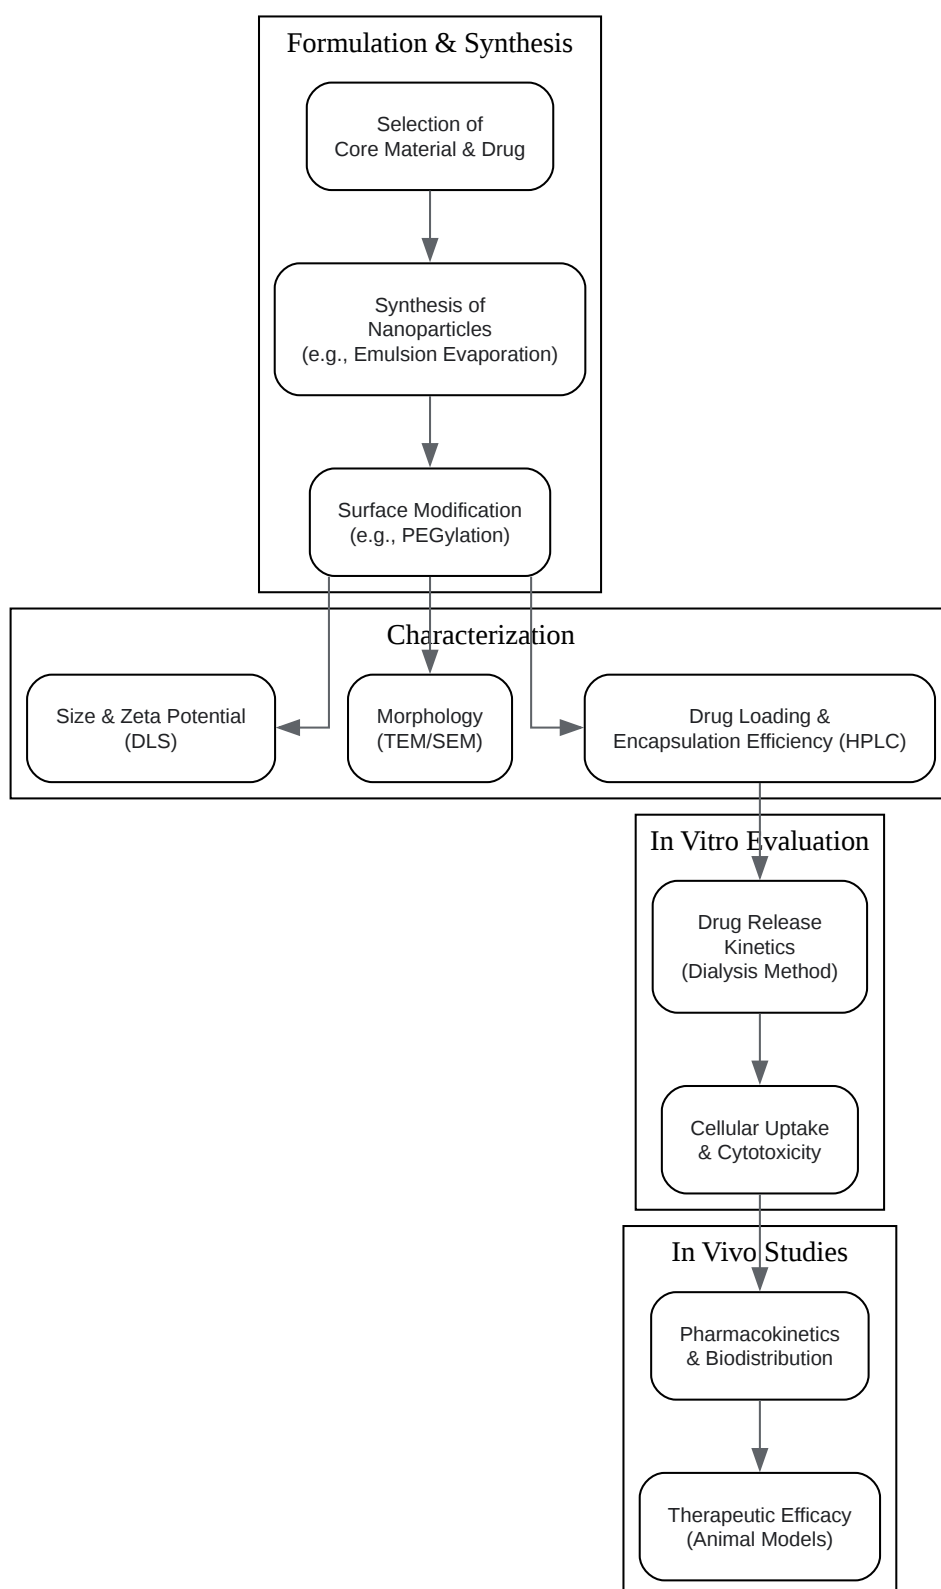 Formulation & Synthesis
Selection of
Core Material & Drug
Synthesis of
Nanoparticles
(e.g., Emulsion Evaporation)
Surface Modification
(e.g., PEGylation)
Characterization
Size & Zeta Potential
(DLS)
Morphology
(TEM/SEM)
Drug Loading &
Encapsulation Efficiency (HPLC)
In Vitro Evaluation
Drug Release
Kinetics
(Dialysis Method)
Cellular Uptake
& Cytotoxicity
In Vivo Studies
Pharmacokinetics
& Biodistribution
Therapeutic Efficacy
(Animal Models)